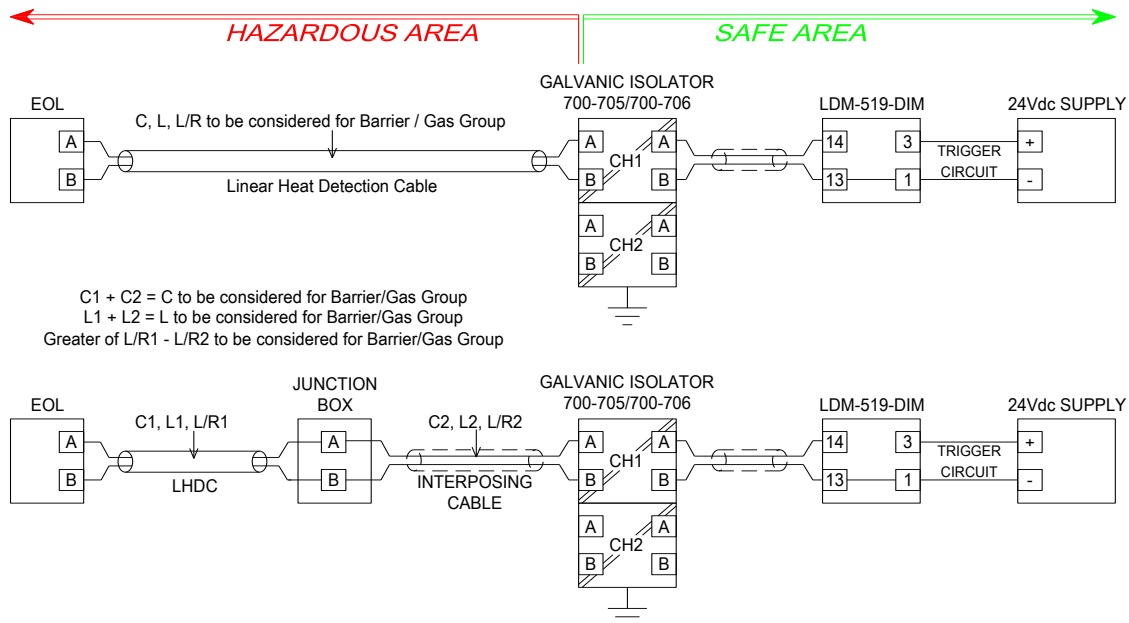 HAZARDOUS AREA
SAFE AREA
GALVANIC ISOLATOR
700-705/700-706
EOL
LDM-519-DIM
24Vdc SUPPLY
C, L, L/R to be considered for Barrier / Gas Group
A
B
Linear Heat Detection Cable
A
A
CH1
B
B
A
A
CH2
B
B
14
3
13
1
TRIGGER
CIRCUIT
+
-
C1 + C2 = C to be considered for Barrier/Gas Group
L1 + L2 = L to be considered for Barrier/Gas Group
Greater of L/R1 - L/R2 to be considered for Barrier/Gas Group
JUNCTION
BOX
GALVANIC ISOLATOR
700-705/700-706
EOL
LDM-519-DIM
24Vdc SUPPLY
C1, L1, L/R1
C2, L2, L/R2
A
B
LHDC
A
B
INTERPOSING
CABLE
A
A
CH1
B
B
A
A
CH2
B
B
14
3
13
1
TRIGGER
CIRCUIT
+
-